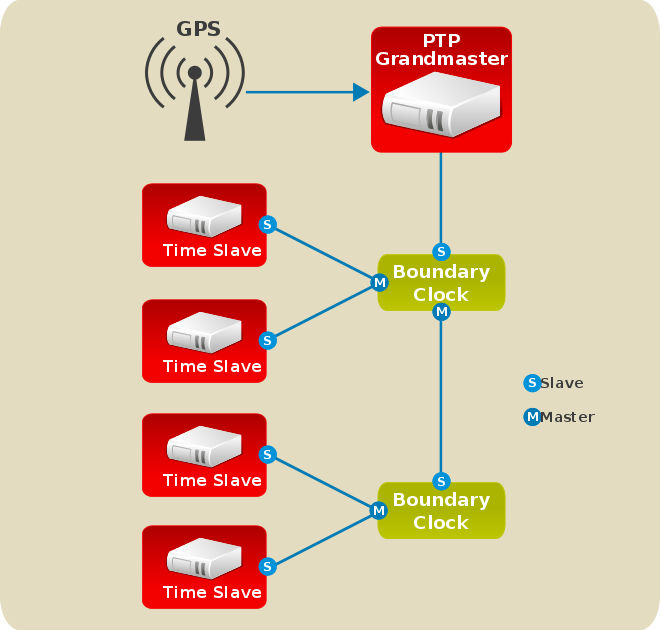 GPS
PTP
Grandmaster
S
Time Slave
S
Boundary
Clock
M
M
S
Time Slave
S Slave
M Master
S
Time Slave
S
Boundary
Clock
M
S
Time Slave